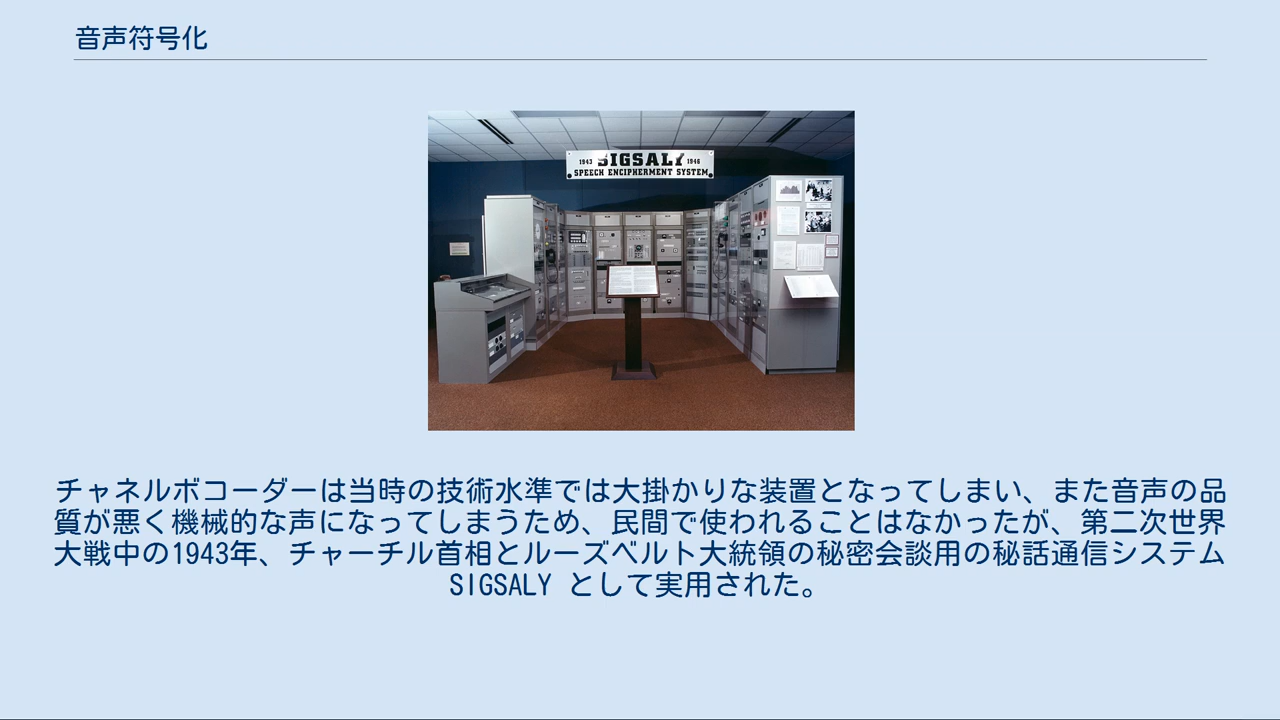 音声符号化
1943 SIGSALY 1946
SPEECH ENCIPHERMENT SYSTEM
チャネルボコーダーは当時の技術水準では大掛かりな装置となってしまい、また音声の品
質が悪く機械的な声になってしまうため、民間で使われることはなかったが、第二次世界
大戦中の1943年、チャーチル首相とルーズベルト大統領の秘密会談用の秘話通信システム
SIGSALY として実用された。